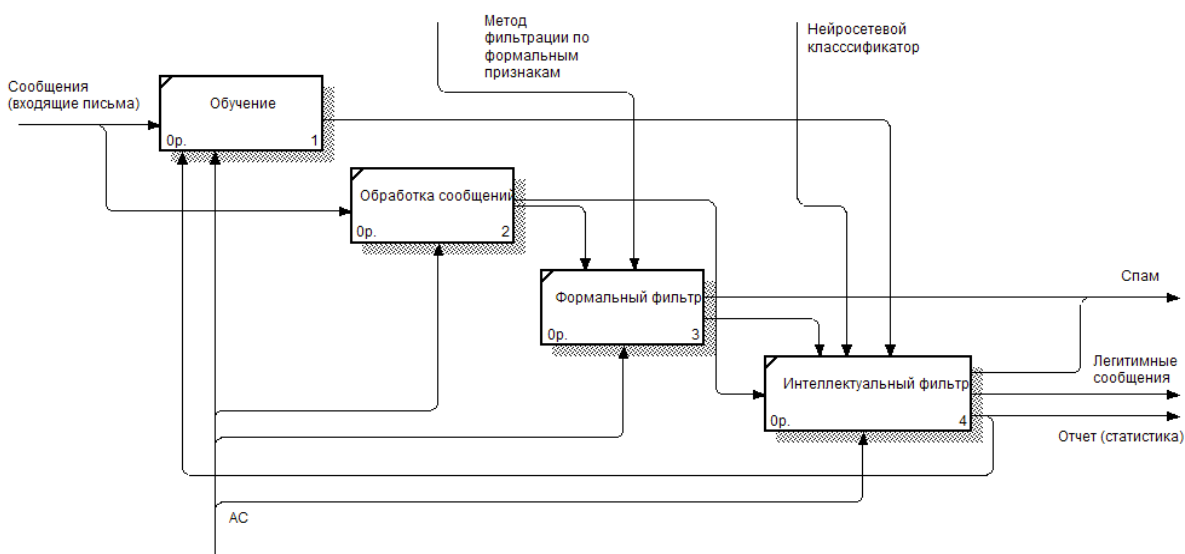 Метод
фильтрации по
формальным
признакам
Нейросетевой
класссификатор
Сообщения
(входящие письма)
Обучение
0р. 1
Обработка сообщений
0р. 2
Формальный фильтр
0р. 3
Спам
Интеллектуальный фильтр
0р. 4
Легитимные
сообщения
Отчет (статистика)
АС